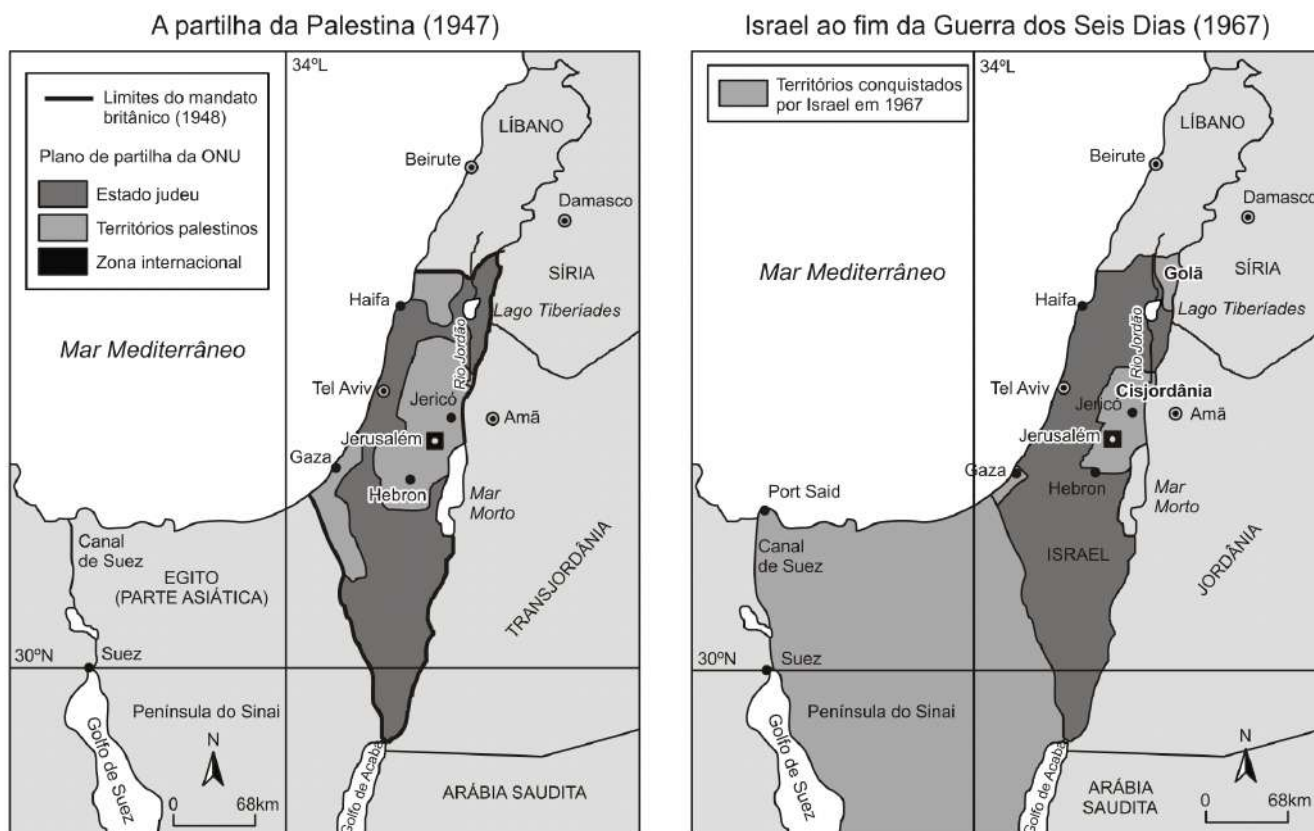 A partilha da Palestina (1947)
34ºL
Limites do mandato
britânico (1948)
Plano de partilha da ONU
Estado judeu
Territórios palestinos
Zona internacional
LÍBANO
Beirute
Damasco
SÍRIA
Haifa
Lago Tiberíades
Mar Mediterrâneo
Rio Jordão
Tel Aviv
Jericó
Amã
Jerusalém
Gaza
Hebron
Mar
Morto
Canal
de Suez
EGITO
(PARTE ASIÁTICA)
TRANSJORDÂNIA
30ºN
Suez
Península do Sinai
Golfo de Suez
N
0 68km
Golfo de Acaba
ARÁBIA SAUDITA
Israel ao fim da Guerra dos Seis Dias (1967)
34ºL
Territórios conquistados
por Israel em 1967
LÍBANO
Beirute
Damasco
Golã
SÍRIA
Mar Mediterrâneo
Haifa
Lago Tiberíades
Rio Jordão
Tel Aviv
Cisjordânia
Jericó
Amã
Jerusalém
Gaza
Hebron
Mar
Morto
Port Said
Canal
de Suez
ISRAEL
JORDÂNIA
30ºN
Suez
Península do Sinai
Golfo de Suez
N
Golfo de Acaba
ARÁBIA
SAUDITA
0 68km